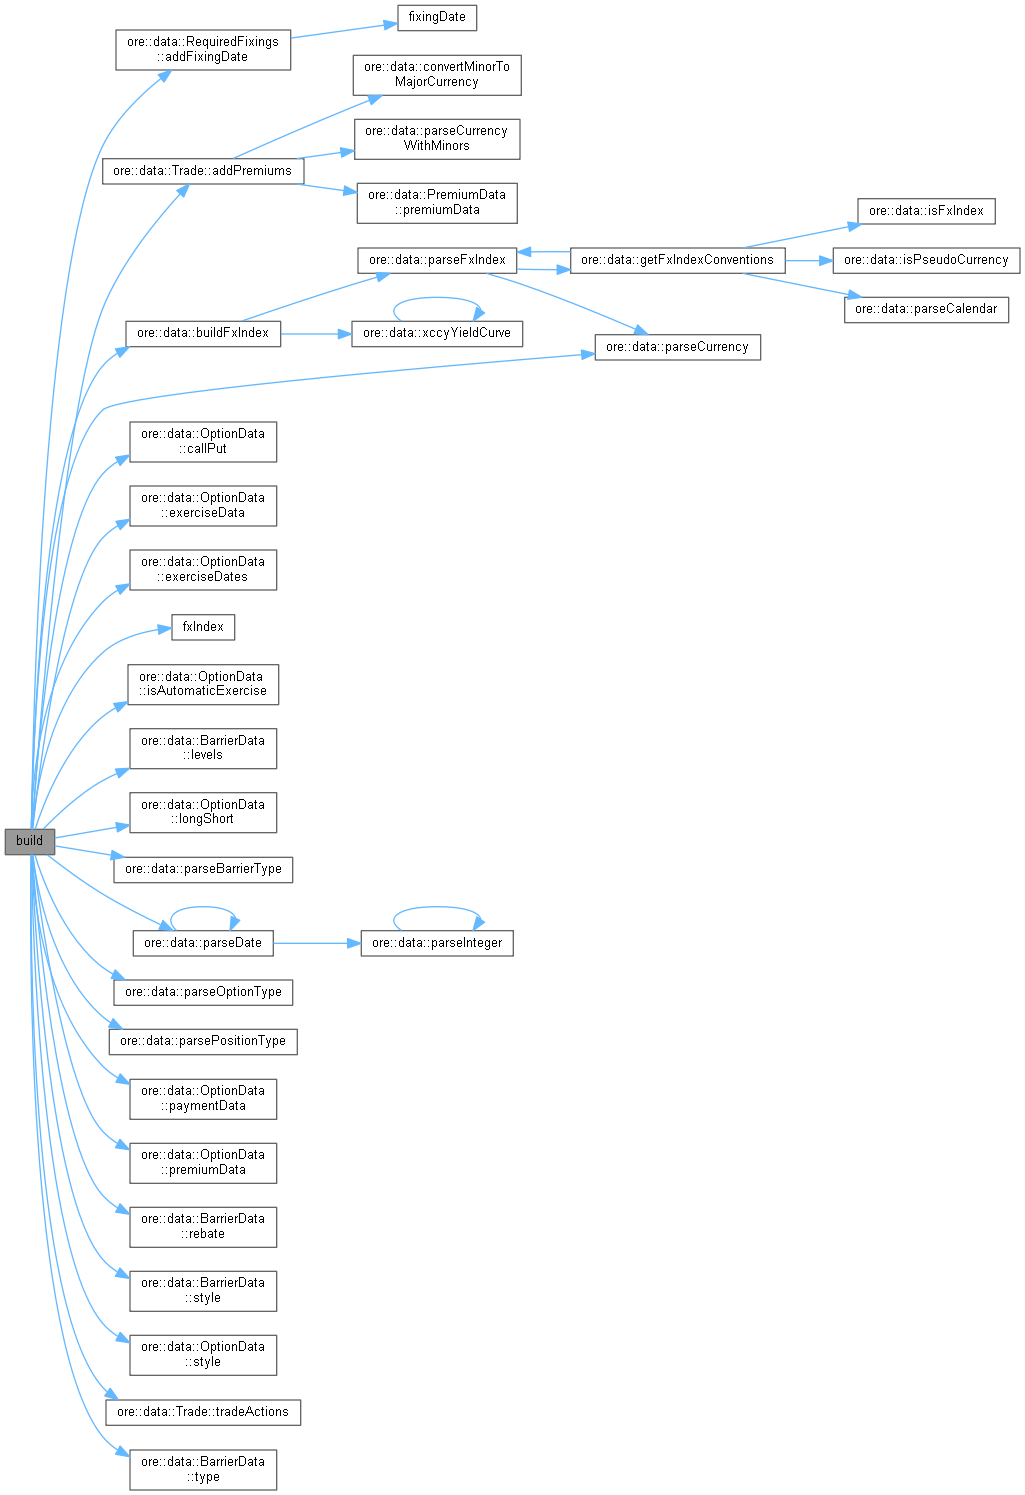 fixingDate
ore::data::RequiredFixings
::addFixingDate
ore::data::convertMinorTo
MajorCurrency
ore::data::parseCurrency
WithMinors
ore::data::Trade::addPremiums
ore::data::PremiumData
::premiumData
ore::data::isFxIndex
ore::data::parseFxIndex
ore::data::getFxIndexConventions
ore::data::isPseudoCurrency
ore::data::parseCalendar
ore::data::buildFxIndex
ore::data::xccyYieldCurve
ore::data::parseCurrency
ore::data::OptionData
::callPut
ore::data::OptionData
::exerciseData
ore::data::OptionData
::exerciseDates
fxIndex
ore::data::OptionData
::isAutomaticExercise
ore::data::BarrierData
::levels
ore::data::OptionData
::longShort
build
ore::data::parseBarrierType
ore::data::parseDate
ore::data::parseInteger
ore::data::parseOptionType
ore::data::parsePositionType
ore::data::OptionData
::paymentData
ore::data::OptionData
::premiumData
ore::data::BarrierData
::rebate
ore::data::BarrierData
::style
ore::data::OptionData
::style
ore::data::Trade::tradeActions
ore::data::BarrierData
::type